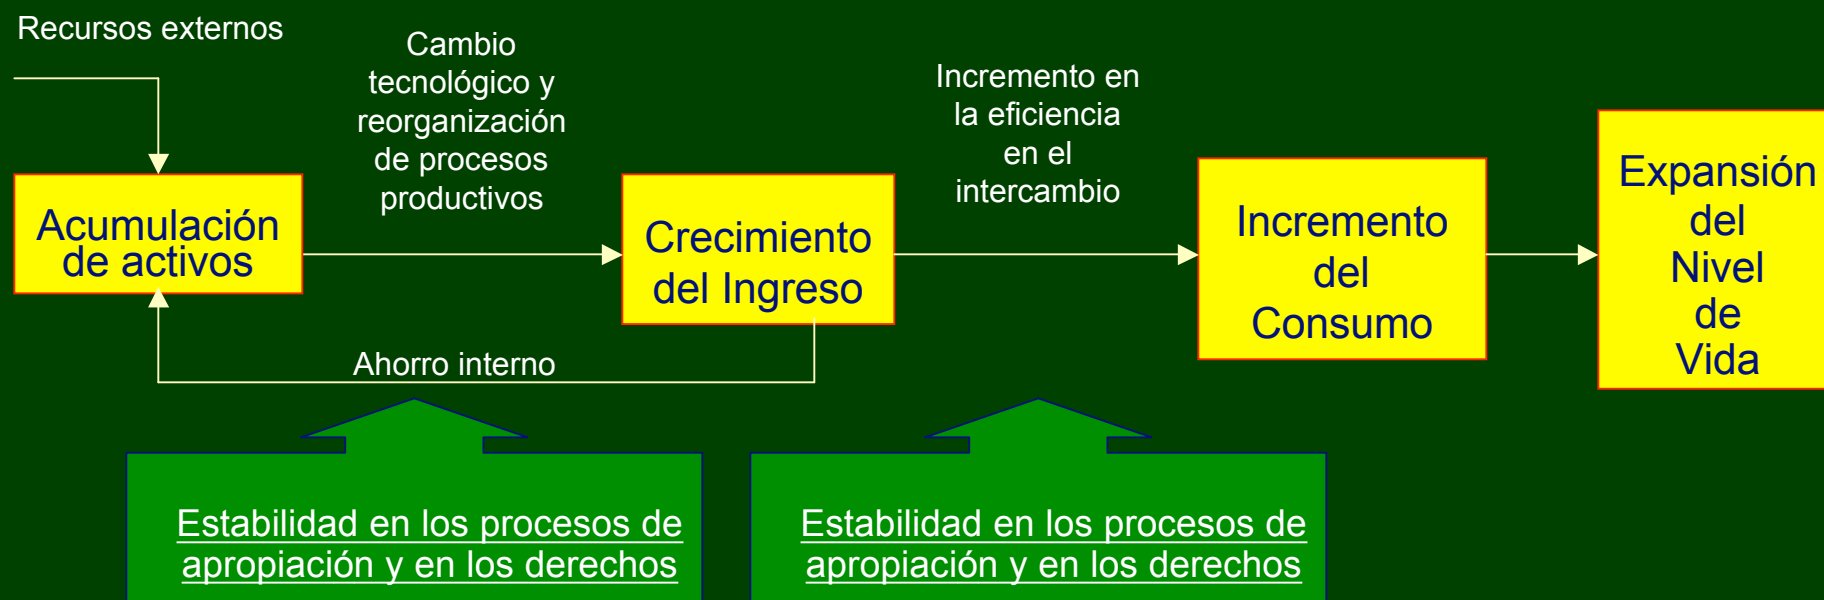 Recursos externos
Cambio
tecnológico y
reorganización
de procesos
productivos
Incremento en
la eficiencia
en el
intercambio
Acumulación
de activos
Crecimiento
del Ingreso
Incremento
del
Consumo
Expansión
del
Nivel
de
Vida
Ahorro interno
Estabilidad en los procesos de
apropiación y en los derechos
Estabilidad en los procesos de
apropiación y en los derechos